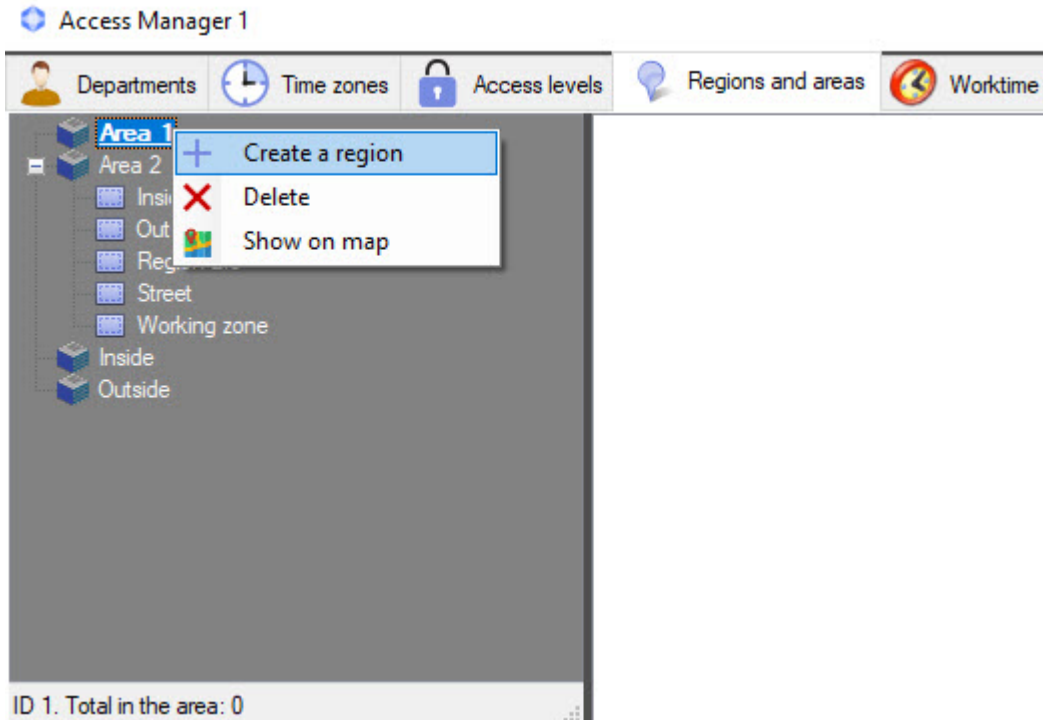 Access Manager 1
Departments Time zones Access levels Regions and areas Worktime
Area 1
Create a region
Area 2
Delete
Show on map
Street
Working zone
Inside
Outside
ID 1. Total in the area: 0